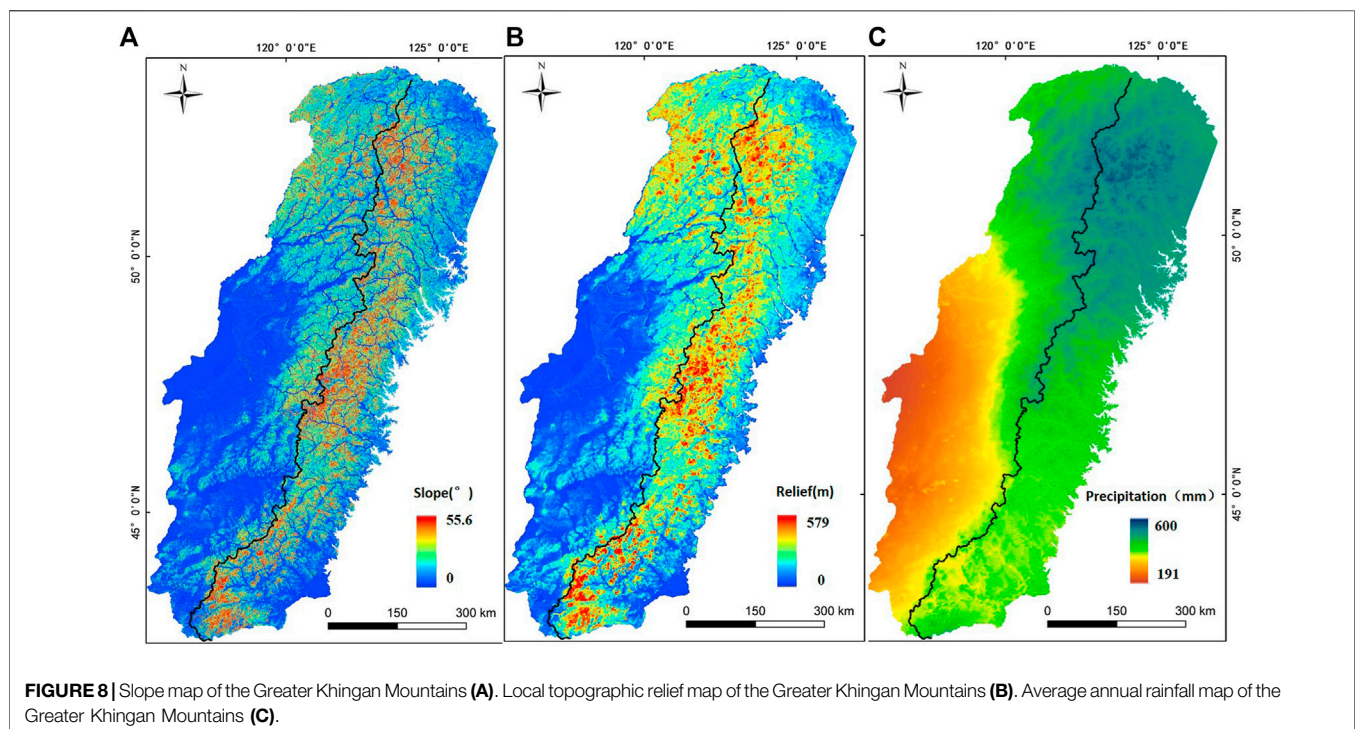 A
B
C
120° 0'0"E
125° 0'0"E
120° 0'0"E
125° 0'0"E
120° 0'0"E
125° 0'0"E
N
N
N
50° 0'0"N
50° 0'0"N
45° 0'0"N
45° 0'0"N
Slope(°)
55.6
0
0 150 300 km
Relief(m)
579
0
0 150 300 km
Precipitation（mm）
600
191
0 150 300 km
FIGURE 8 | Slope map of the Greater Khingan Mountains (A). Local topographic relief map of the Greater Khingan Mountains (B). Average annual rainfall map of the
Greater Khingan Mountains (C).